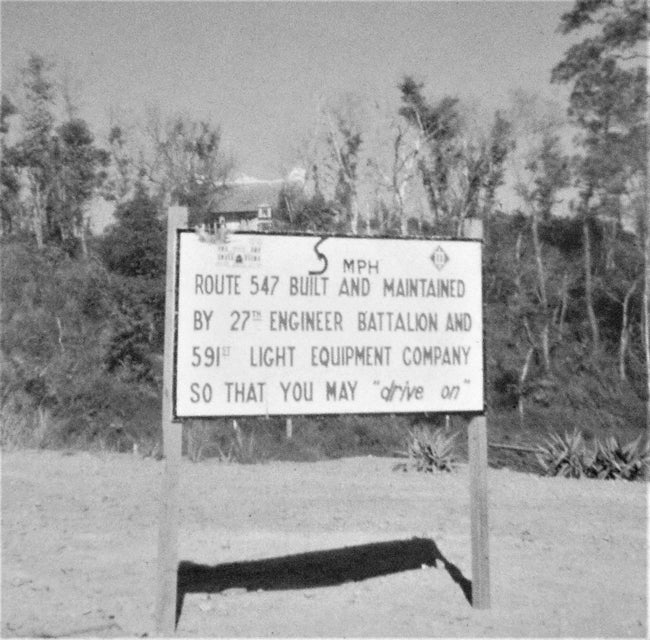 5 MPH
ROUTE 547 BUILT AND MAINTAINED
BY 27TH ENGINEER BATTALION AND
591ST LIGHT EQUIPMENT COMPANY
SO THAT YOU MAY "drive on"